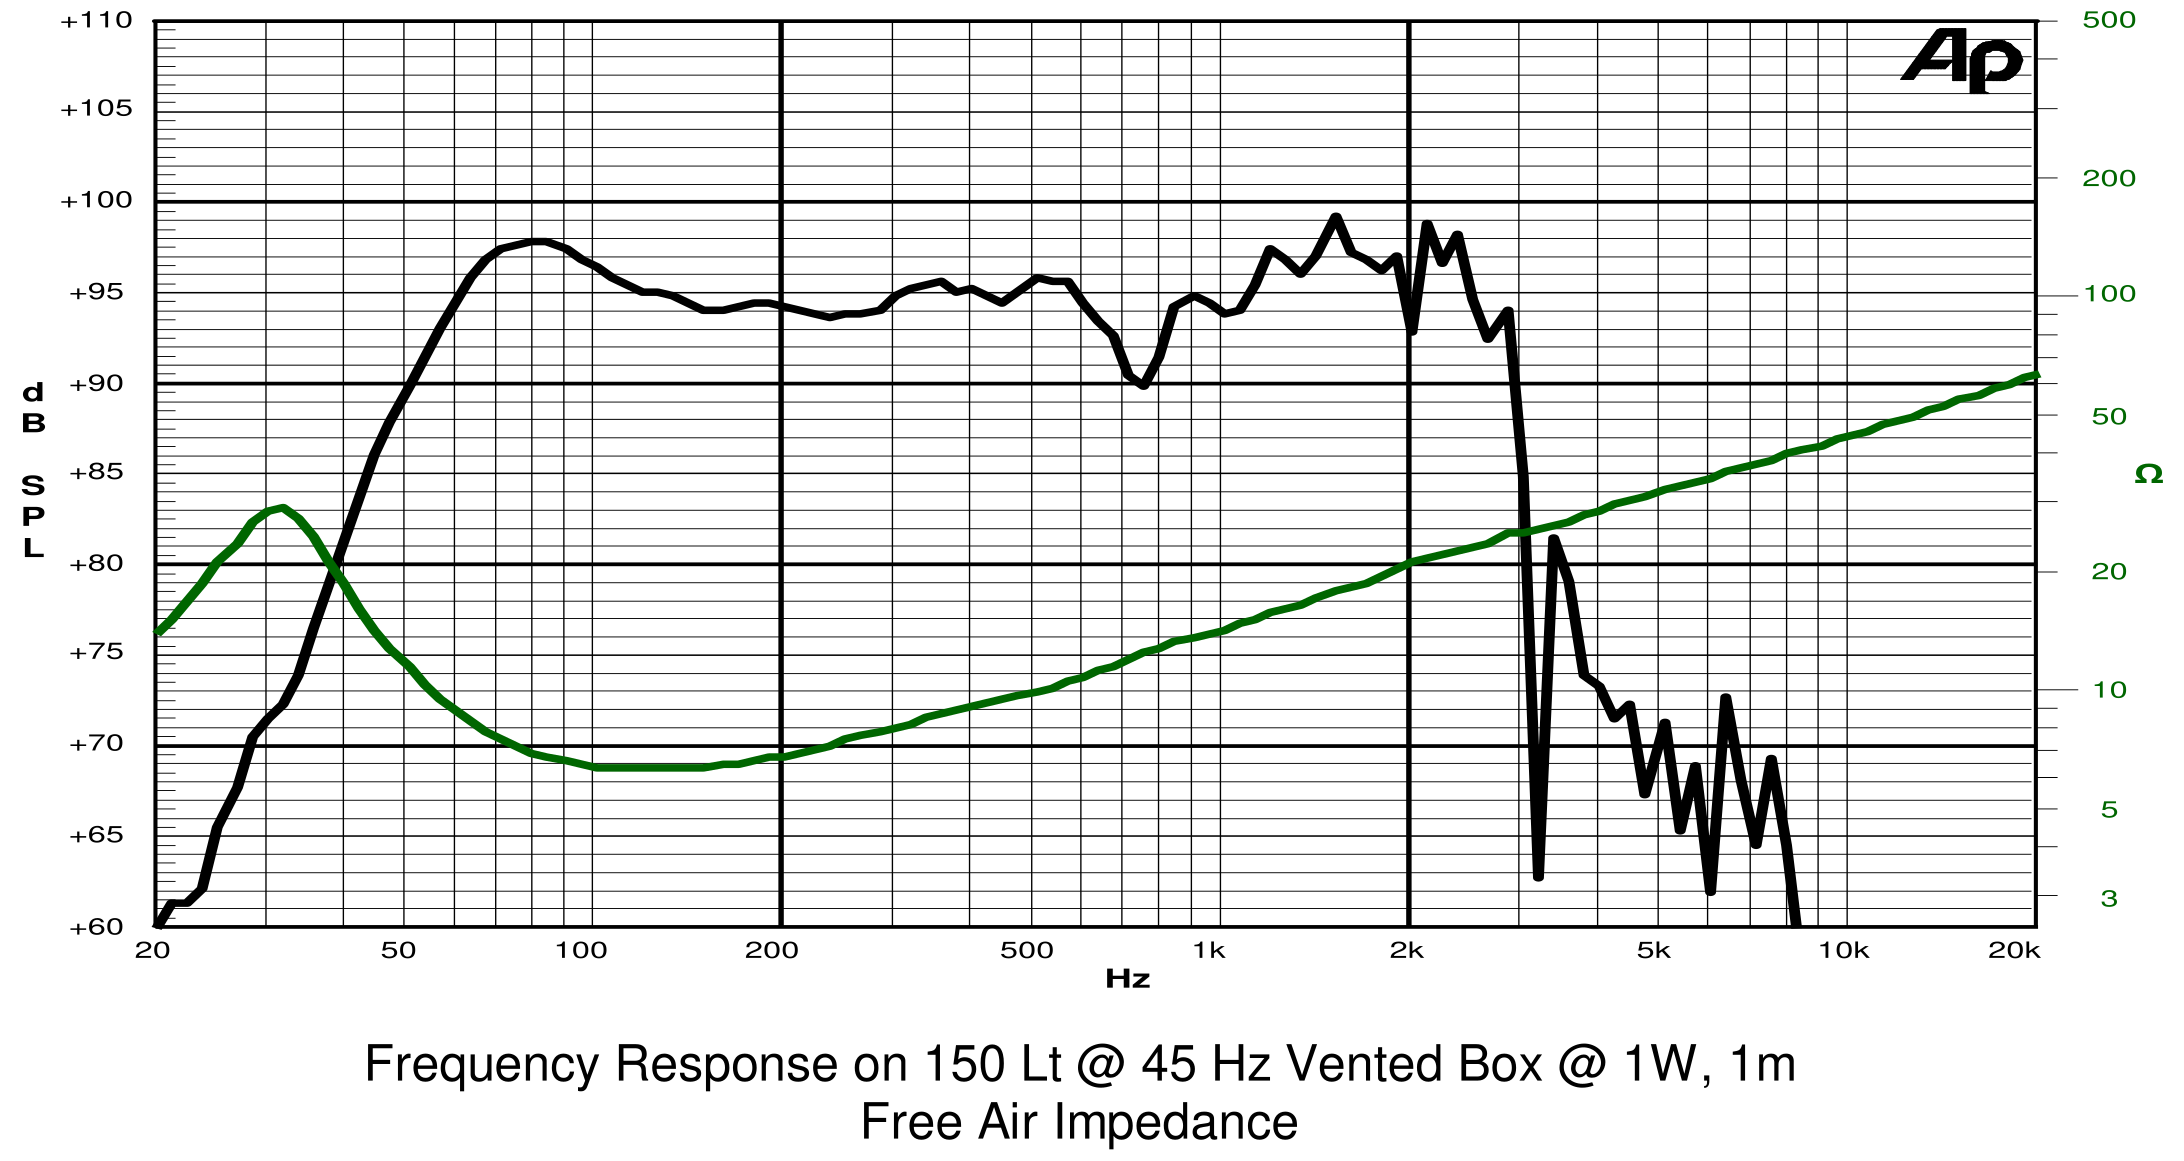 +110
+105
+100
+95
+90
+85
+80
+75
+70
+65
+60
dB SPL
Ap
500
200
100
50
20
10
5
3
Ω
20 50 100 200 500 1k 2k 5k 10k 20k
Hz
Frequency Response on 150 Lt @ 45 Hz Vented Box @ 1W, 1m
Free Air Impedance